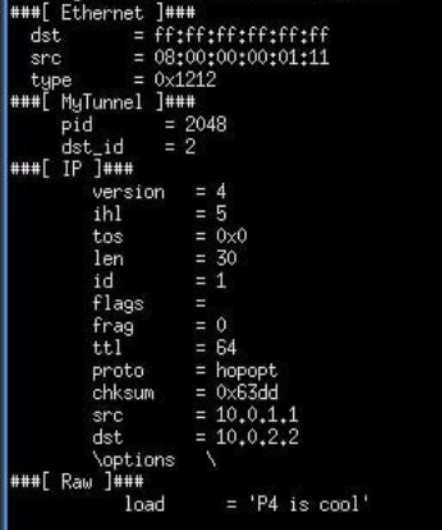 ###[ Ethernet ]###
dst = ff:ff:ff:ff:ff:ff
src = 08:00:00:00:01:11
type = 0x1212
###[ MyTunnel ]###
pid = 2048
dst_id = 2
###[ IP ]###
version = 4
ihl = 5
tos = 0x0
len = 30
id = 1
flags =
frag = 0
ttl = 64
proto = hopopt
chksum = 0x63dd
src = 10.0.1.1
dst = 10.0.2.2
\options \
###[ Raw ]###
load = 'P4 is cool'